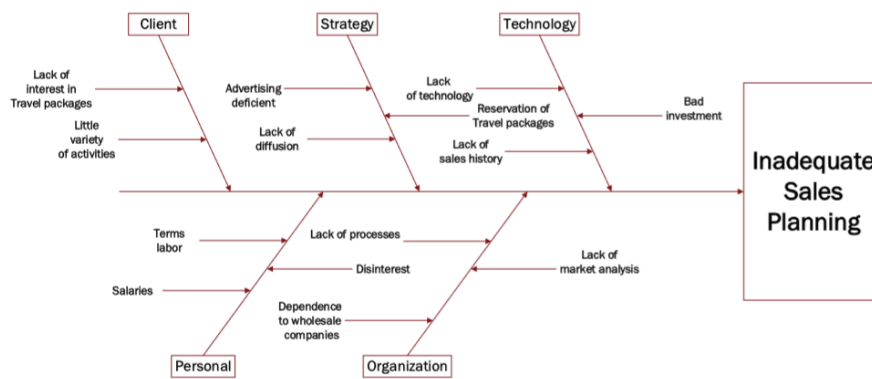 Client
Strategy
Technology
Lack of
interest in
Travel packages
Little
variety
of activities
Advertising
deficient
Lack of
diffusion
Lack
of technology
Reservation of
Travel packages
Lack of
sales history
Bad
investment
Inadequate
Sales
Planning
Terms
labor
Salaries
Disinterest
Lack of processes
Dependence
to wholesale
companies
Lack of
market analysis
Personal
Organization